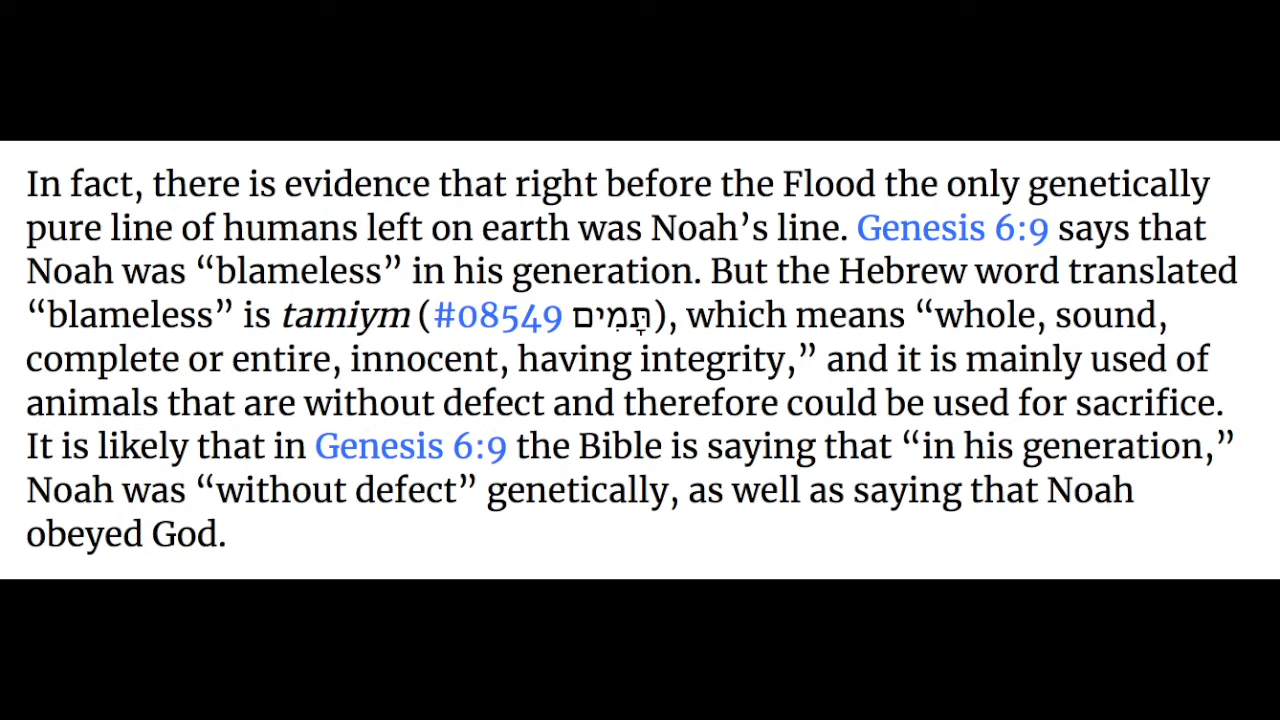 In fact, there is evidence that right before the Flood the only genetically
pure line of humans left on earth was Noah’s line. Genesis 6:9 says that
Noah was “blameless” in his generation. But the Hebrew word translated
“blameless” is tamiym (#08549 תָּמִים), which means “whole, sound,
complete or entire, innocent, having integrity,” and it is mainly used of
animals that are without defect and therefore could be used for sacrifice.
It is likely that in Genesis 6:9 the Bible is saying that “in his generation,”
Noah was “without defect” genetically, as well as saying that Noah
obeyed God.